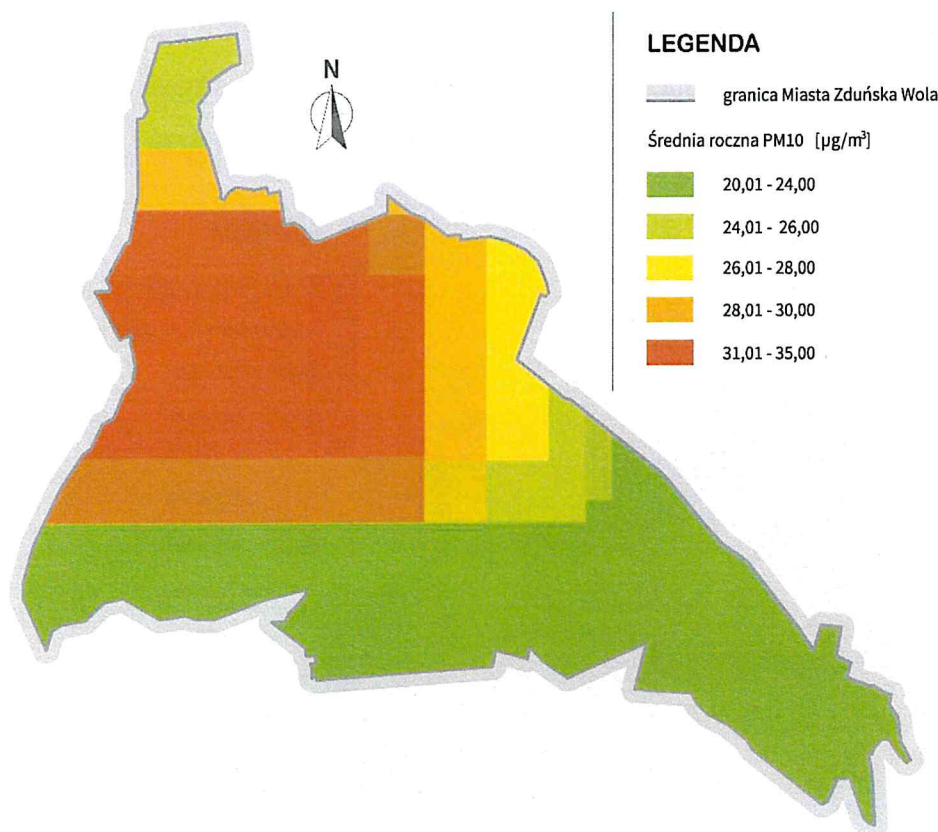 N
LEGENDA
granica Miasta Zduńska Wola
Średnia roczna PM10 [µg/m³]
20,01 - 24,00
24,01 - 26,00
26,01 - 28,00
28,01 - 30,00
31,01 - 35,00